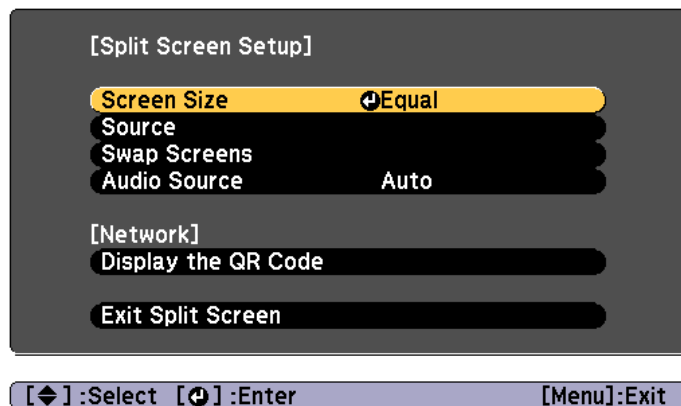 [Split Screen Setup]
Screen Size Equal
Source
Swap Screens
Audio Source Auto
[Network]
Display the QR Code
Exit Split Screen
[◆] :Select [↵] :Enter [Menu]:Exit